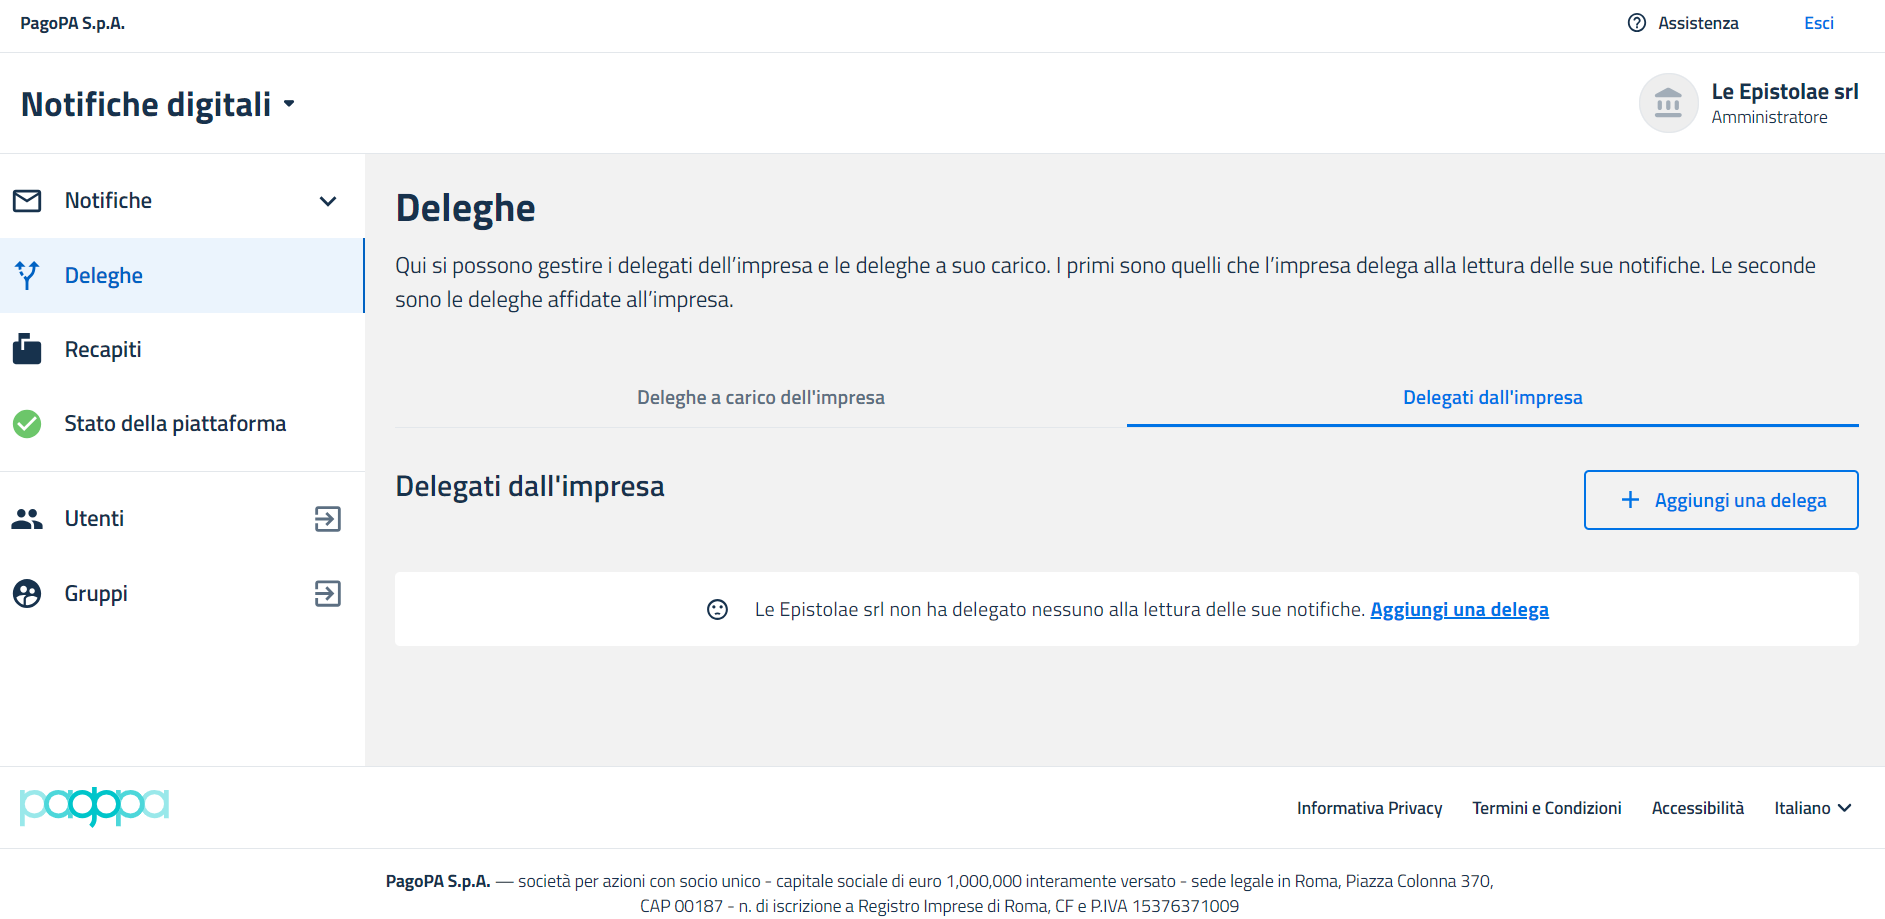 PagoPA S.p.A.
Assistenza
Esci
Notifiche digitali
Le Epistolae srl
Amministratore
Notifiche
Deleghe
Recapiti
Stato della piattaforma
Utenti
Gruppi
Deleghe
Qui si possono gestire i delegati dell’impresa e le deleghe a suo carico. I primi sono quelli che l’impresa delega alla lettura delle sue notifiche. Le seconde
sono le deleghe affidate all’impresa.
Deleghe a carico dell'impresa
Delegati dall'impresa
Delegati dall'impresa
Aggiungi una delega
Le Epistolae srl non ha delegato nessuno alla lettura delle sue notifiche. Aggiungi una delega
pagopa
Informativa Privacy
Termini e Condizioni
Accessibilità
Italiano
PagoPA S.p.A. — società per azioni con socio unico - capitale sociale di euro 1,000,000 interamente versato - sede legale in Roma, Piazza Colonna 370,
CAP 00187 - n. di iscrizione a Registro Imprese di Roma, CF e P.IVA 15376371009